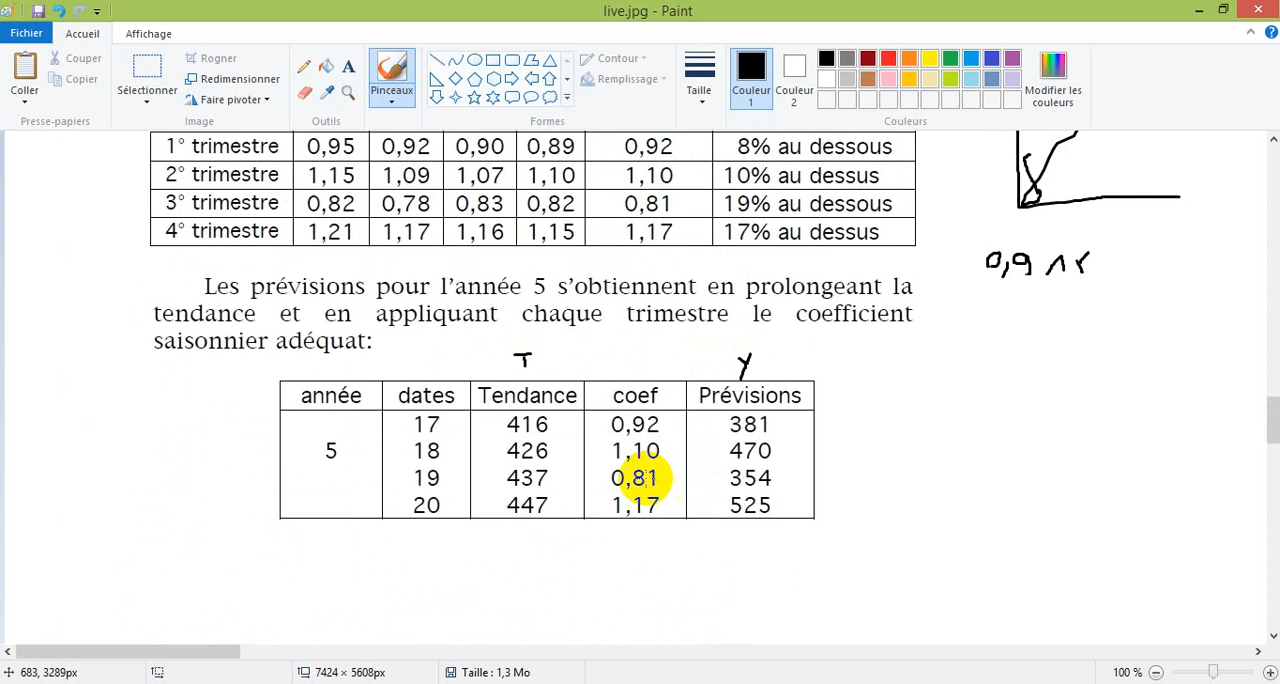 live.jpg - Paint
Fichier Accueil Affichage
Coller
Presse-papiers
Couper
Copier
Sélectionner
Rogner
Redimensionner
Faire pivoter
Image
A
Outils
Pinceaux
Contour
Remplissage
Formes
Taille
Couleur 1
Couleur 2
Modifier les couleurs
Couleurs
1° trimestre 0,95 0,92 0,90 0,89 0,92 8% au dessous
2° trimestre 1,15 1,09 1,07 1,10 1,10 10% au dessus
3° trimestre 0,82 0,78 0,83 0,82 0,81 19% au dessous
4° trimestre 1,21 1,17 1,16 1,15 1,17 17% au dessus
Les prévisions pour l'année 5 s'obtiennent en prolongeant la
tendance et en appliquant chaque trimestre le coefficient
saisonnier adéquat:
T Y
année dates Tendance coef Prévisions
17 416 0,92 381
5 18 426 1,10 470
19 437 0,81 354
20 447 1,17 525
683, 3289px
7424 × 5608px
Taille : 1,3 Mo
100 %